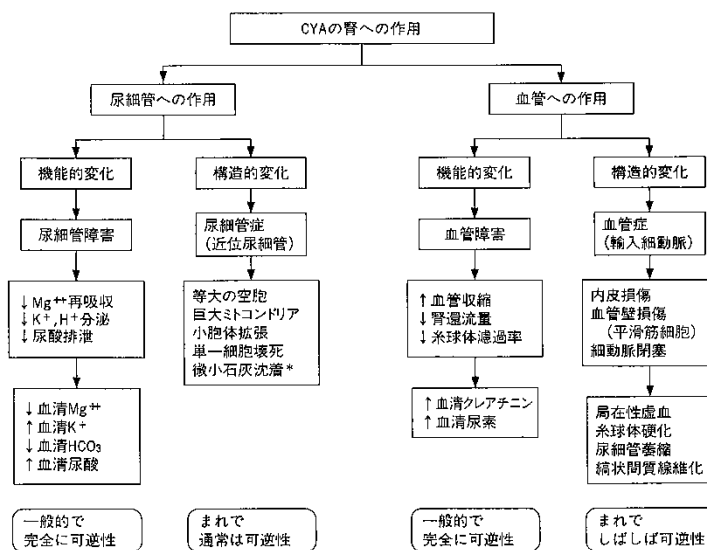 CYAの腎への作用
尿細管への作用
血管への作用
機能的変化
構造的変化
機能的変化
構造的変化
尿細管障害
尿細管症
(近位尿細管)
血管障害
血管症
(輸入細動脈)
↓Mg⁺⁺再吸収
↓K⁺,H⁺分泌
↓尿酸排泄
等大の空胞
巨大ミトコンドリア
小胞体拡張
単一細胞壊死
微小石灰沈着*
↑血管収縮
↓腎還流量
↓糸球体濾過率
内皮損傷
血管壁損傷
(平滑筋細胞)
細動脈閉塞
↓血清Mg⁺⁺
↑血清K⁺
↓血清HCO₃
↑血清尿酸
↑血清クレアチニン
↑血清尿素
局在性虚血
糸球体硬化
尿細管萎縮
縞状間質線維化
一般的で
完全に可逆性
まれで
通常は可逆性
一般的で
完全に可逆性
まれで
しばしば可逆性